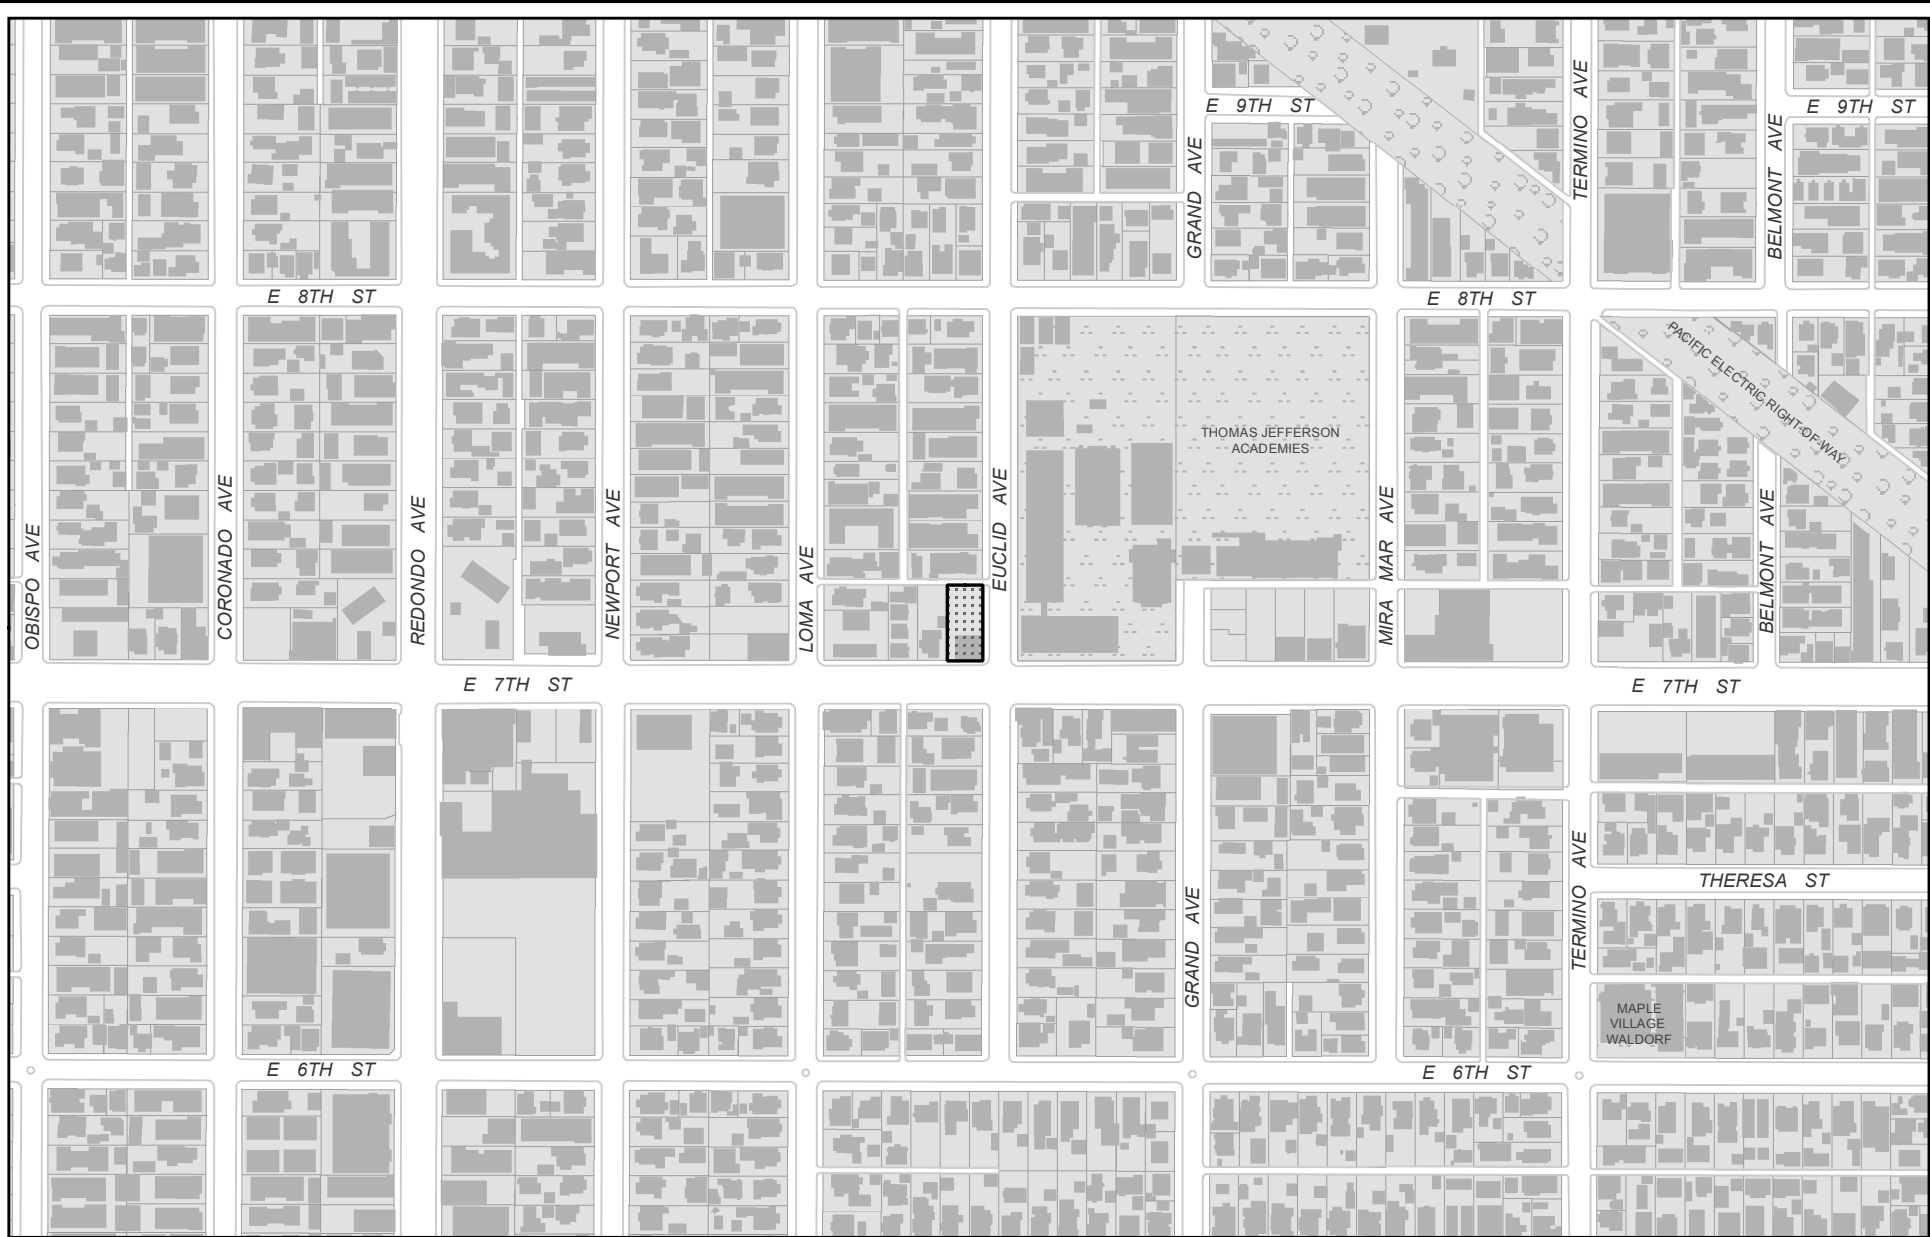 E 9TH ST
E 9TH ST
TERMINO AVE
BELMONT AVE
GRAND AVE
E 8TH ST
E 8TH ST
PACIFIC ELECTRIC RIGHT-OF-WAY
THOMAS JEFFERSON
ACADEMIES
OBISPO AVE
CORONADO AVE
REDONDO AVE
NEWPORT AVE
LOMA AVE
EUCLID AVE
MIRA MAR AVE
BELMONT AVE
E 7TH ST
E 7TH ST
TERMINO AVE
THERESA ST
GRAND AVE
MAPLE
VILLAGE
WALDORF
E 6TH ST
E 6TH ST